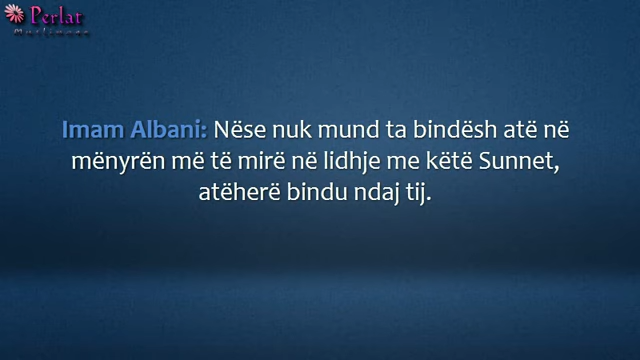 Perlat
Muslimane
Imam Albani: Nëse nuk mund ta bindësh atë në
mënyrën më të mirë në lidhje me këtë Sunnet,
atëherë bindu ndaj tij.